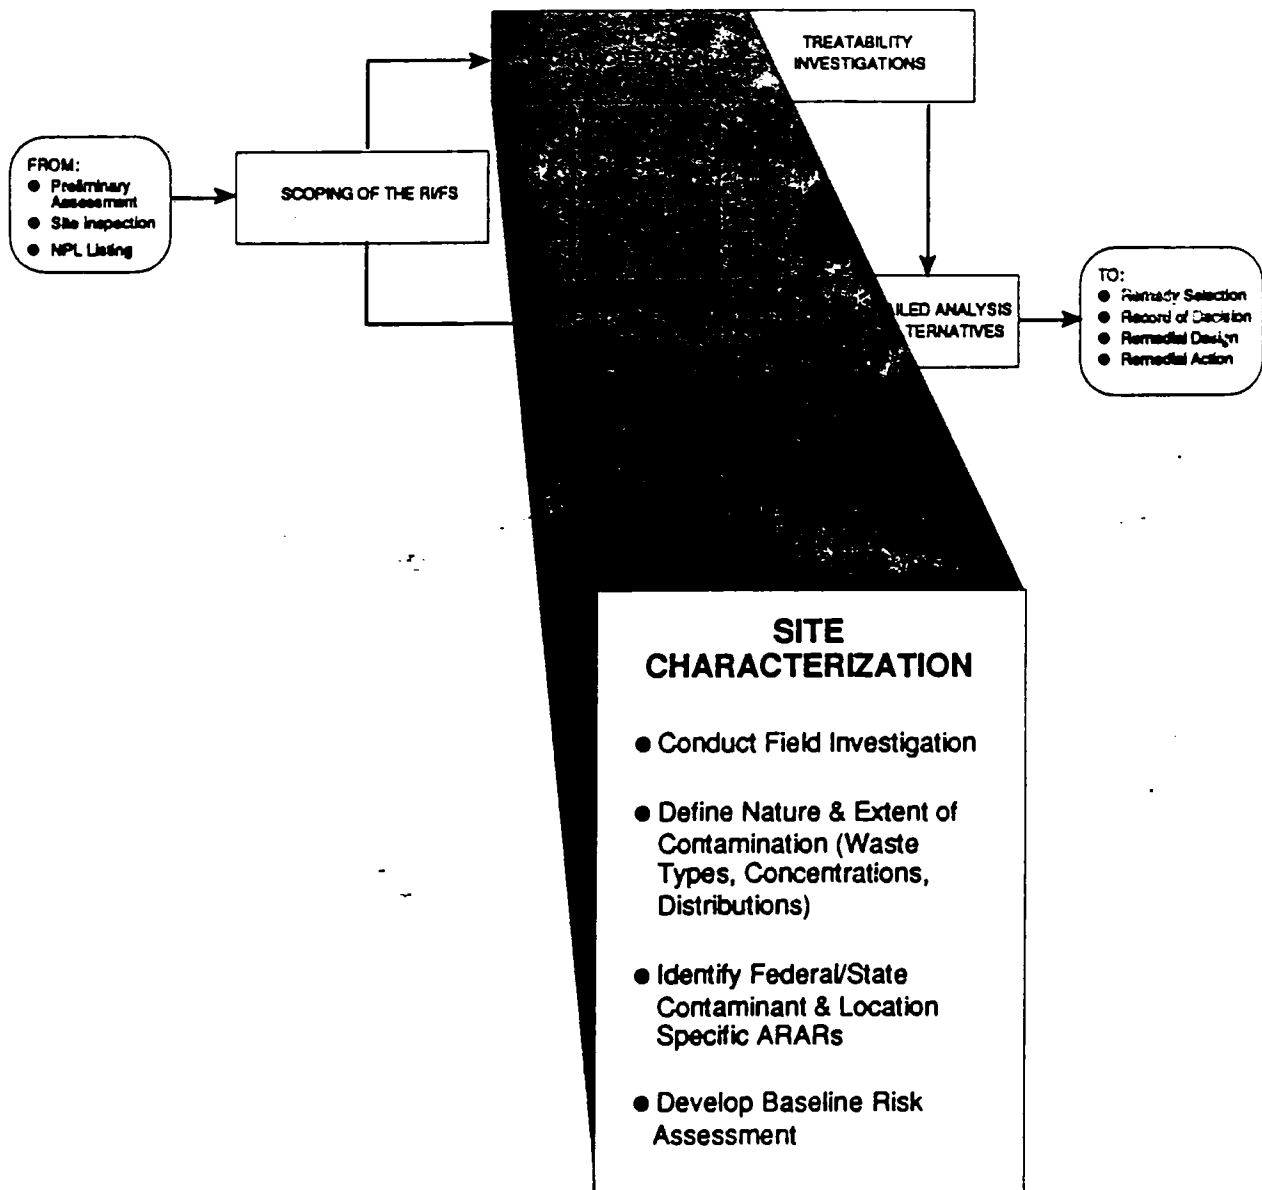 TREATABILITY
INVESTIGATIONS
FROM:
● Preliminary
Assessment
● Site Inspection
● NPL Listing
SCOPING OF THE RI/FS
ILED ANALYSIS
TERNATIVES
TO:
● Remedy Selection
● Record of Decision
● Remedial Design
● Remedial Action
SITE
CHARACTERIZATION
● Conduct Field Investigation
● Define Nature & Extent of
Contamination (Waste
Types, Concentrations,
Distributions)
● Identify Federal/State
Contaminant & Location
Specific ARARs
● Develop Baseline Risk
Assessment